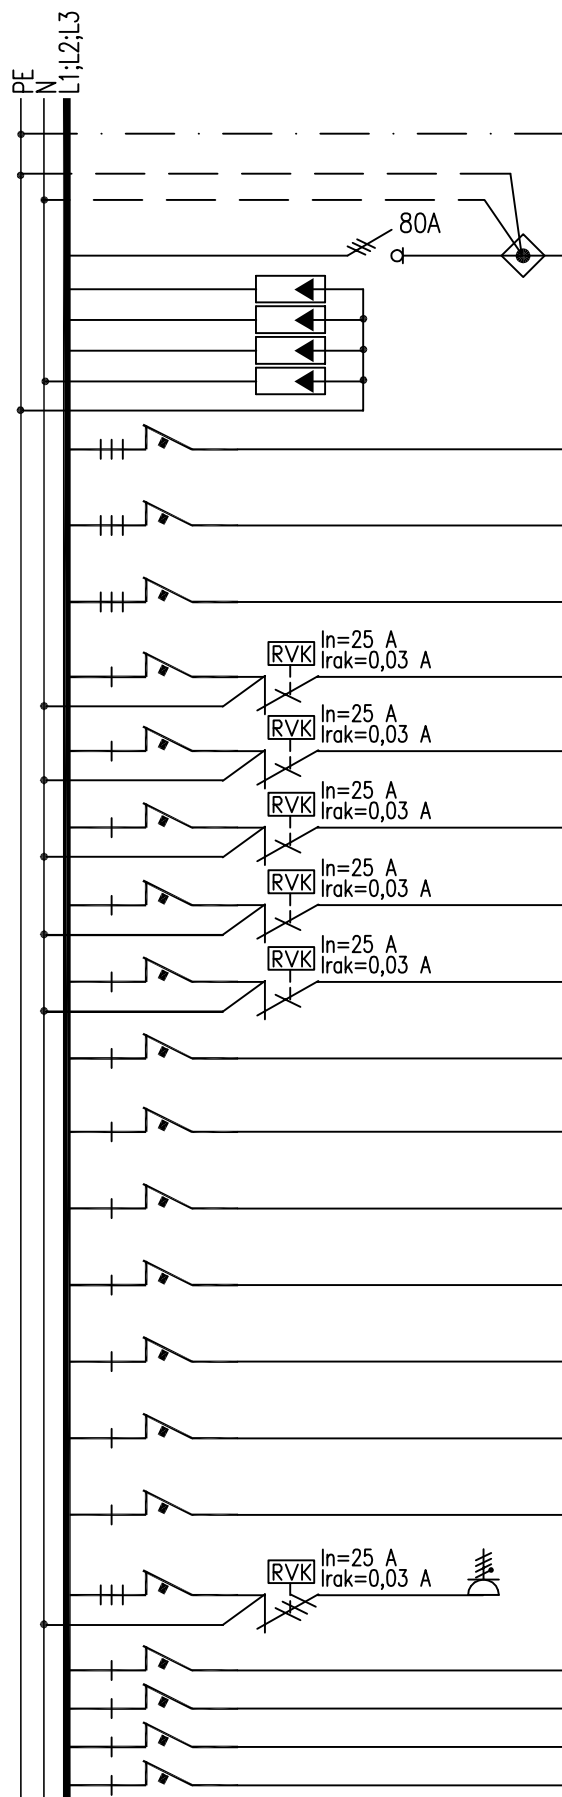 PE
N
L1;L2;L3
80A
RVK In=25 A
Irak=0,03 A
RVK In=25 A
Irak=0,03 A
RVK In=25 A
Irak=0,03 A
RVK In=25 A
Irak=0,03 A
RVK In=25 A
Irak=0,03 A
RVK In=25 A
Irak=0,03 A